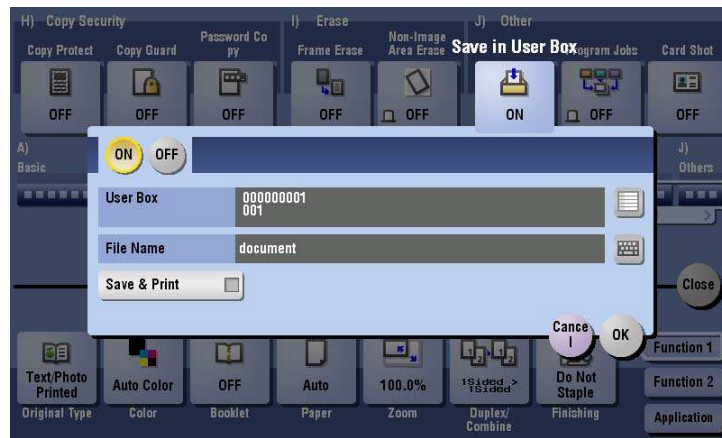 H) Copy Security
I) Erase
J) Other
Copy Protect
Copy Guard
Password Co
py
Frame Erase
Non-Image
Area Erase
Save in User Box
rogram Jobs
Card Shot
OFF
OFF
OFF
OFF
OFF
ON
OFF
OFF
A)
Basic
J)
Others
ON
OFF
User Box
000000001
001
File Name
document
Save & Print
Cance
l
OK
Close
Text/Photo
Printed
Auto Color
OFF
Auto
100.0%
1Sided >
1Sided
Do Not
Staple
Original Type
Color
Booklet
Paper
Zoom
Duplex/
Combine
Finishing
Function 1
Function 2
Application